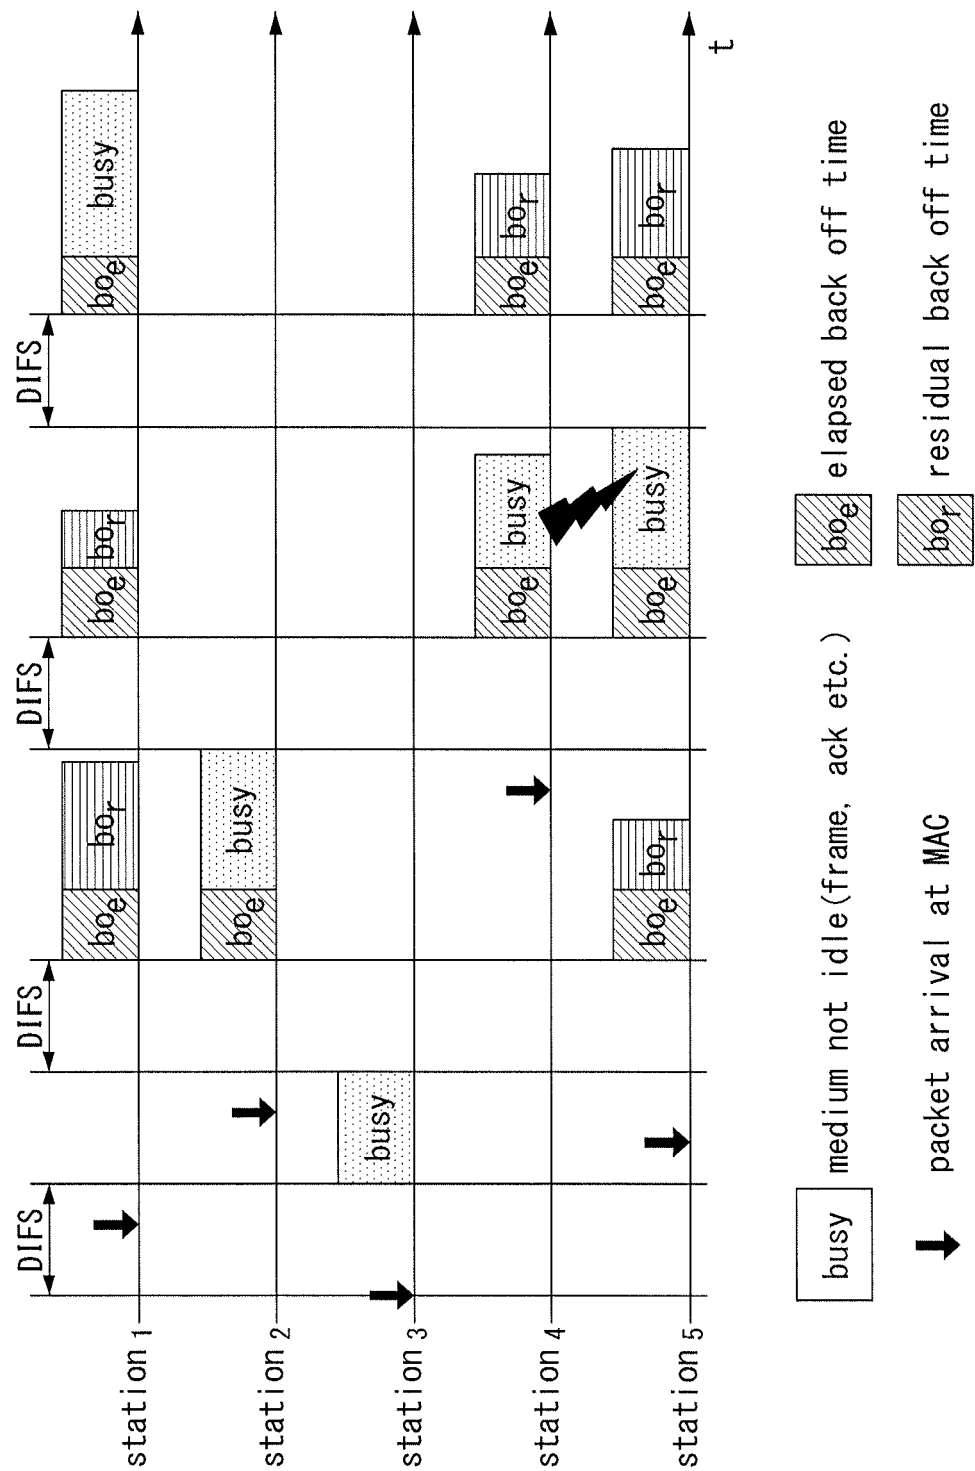 DIFS DIFS DIFS DIFS
station1 boe bor boe bor boe busy
station2 boe busy
station3 busy
station4 boe busy boe bor
station5 boe bor boe busy boe bor
t
busy medium not idle(frame, ack etc.) boe elapsed back off time
packet arrival at MAC bor residual back off time